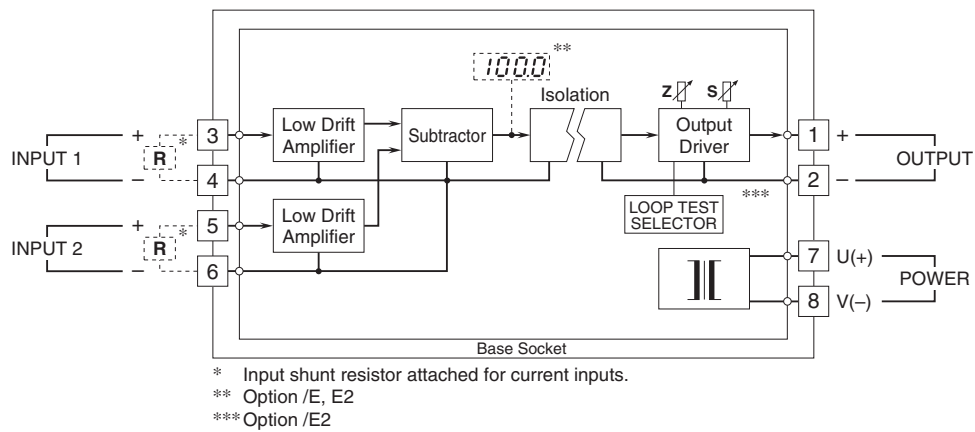 100.0 **
Isolation
Z S
INPUT 1
+
R *
−
3
4
Low Drift
Amplifier
Subtractor
Output
Driver
1 +
2 −
OUTPUT
***
INPUT 2
+
R *
−
5
6
Low Drift
Amplifier
LOOP TEST
SELECTOR
7 U(+)
8 V(–)
POWER
Base Socket
* Input shunt resistor attached for current inputs.
** Option /E, E2
*** Option /E2